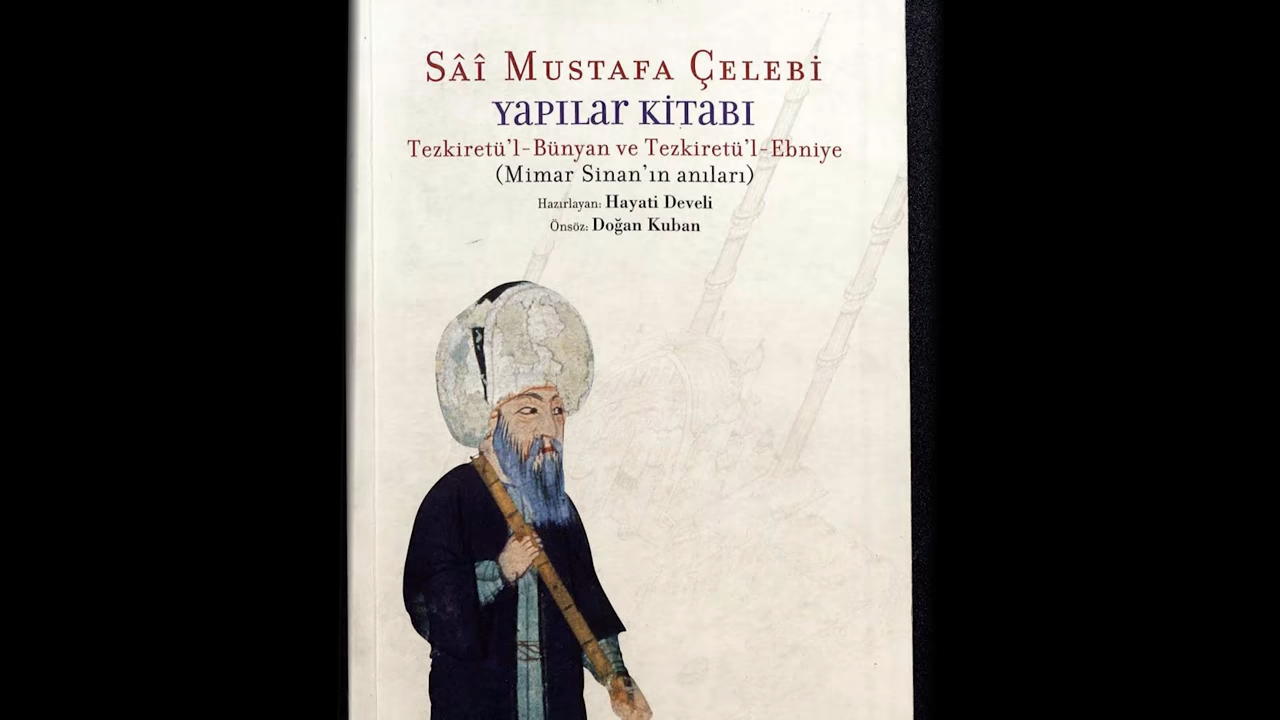 Sâî Mustafa Çelebi
Yapılar Kitabı
Tezkiretü'l-Bünyan ve Tezkiretü'l-Ebniye
(Mimar Sinan'ın anıları)
Hazırlayan: Hayati Develi
Önsöz: Doğan Kuban